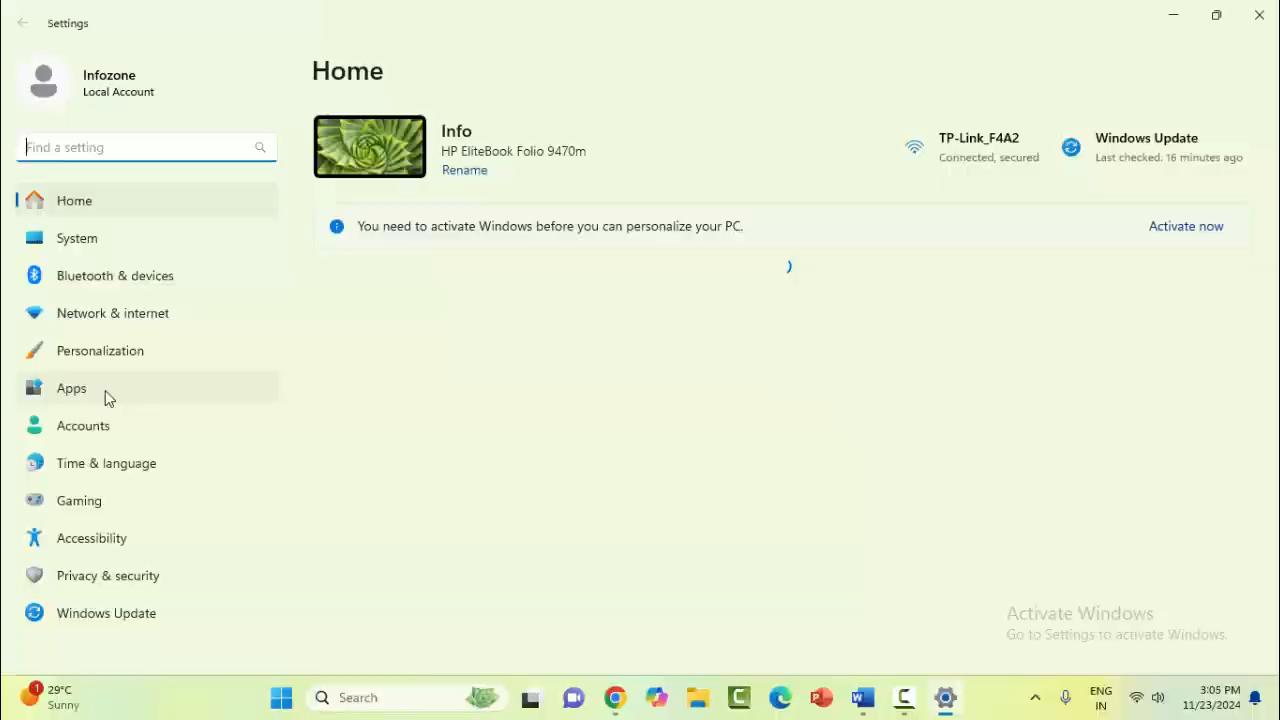 Settings
Infozone
Local Account
Find a setting
Home
System
Bluetooth & devices
Network & internet
Personalization
Apps
Accounts
Time & language
Gaming
Accessibility
Privacy & security
Windows Update
Home
Info
HP EliteBook Folio 9470m
Rename
TP-Link_F4A2
Connected, secured
Windows Update
Last checked: 16 minutes ago
You need to activate Windows before you can personalize your PC.
Activate now
Activate Windows
Go to Settings to activate Windows.
1
29°C
Sunny
Search
ENG
IN
3:05 PM
11/23/2024